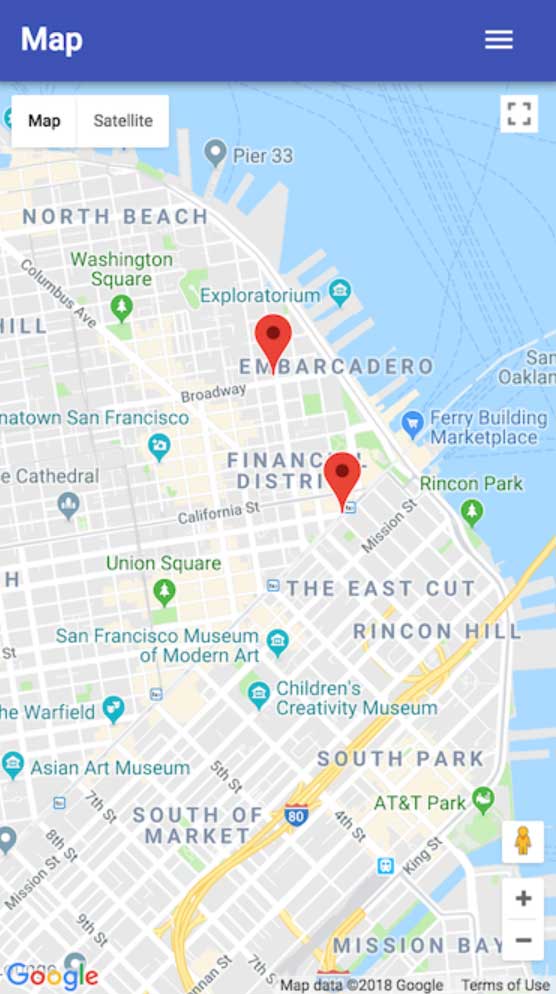 Map
Map
Satellite
Pier 33
NORTH BEACH
Washington
Square
Columbus Ave
Exploratorium
HILL
EMBARCADERO
San
Oaklan
Broadway
natown San Francisco
Ferry Building
Marketplace
FINANC
DISTRI
e Cathedral
Rincon Park
California St
Mission St
Union Square
H
THE EAST CUT
San Francisco Museum
of Modern Art
RINCON HILL
St
Children's
Creativity Museum
he Warfield
SOUTH PARK
Asian Art Museum
5th St
AT&T Park
7th St
SOUTH OF
MARKET
80
4th St
8th St
King St
Mission St
9th St
MISSION BAY
nnan St
7th S
Google
Map data ©2018 Google
Terms of Use